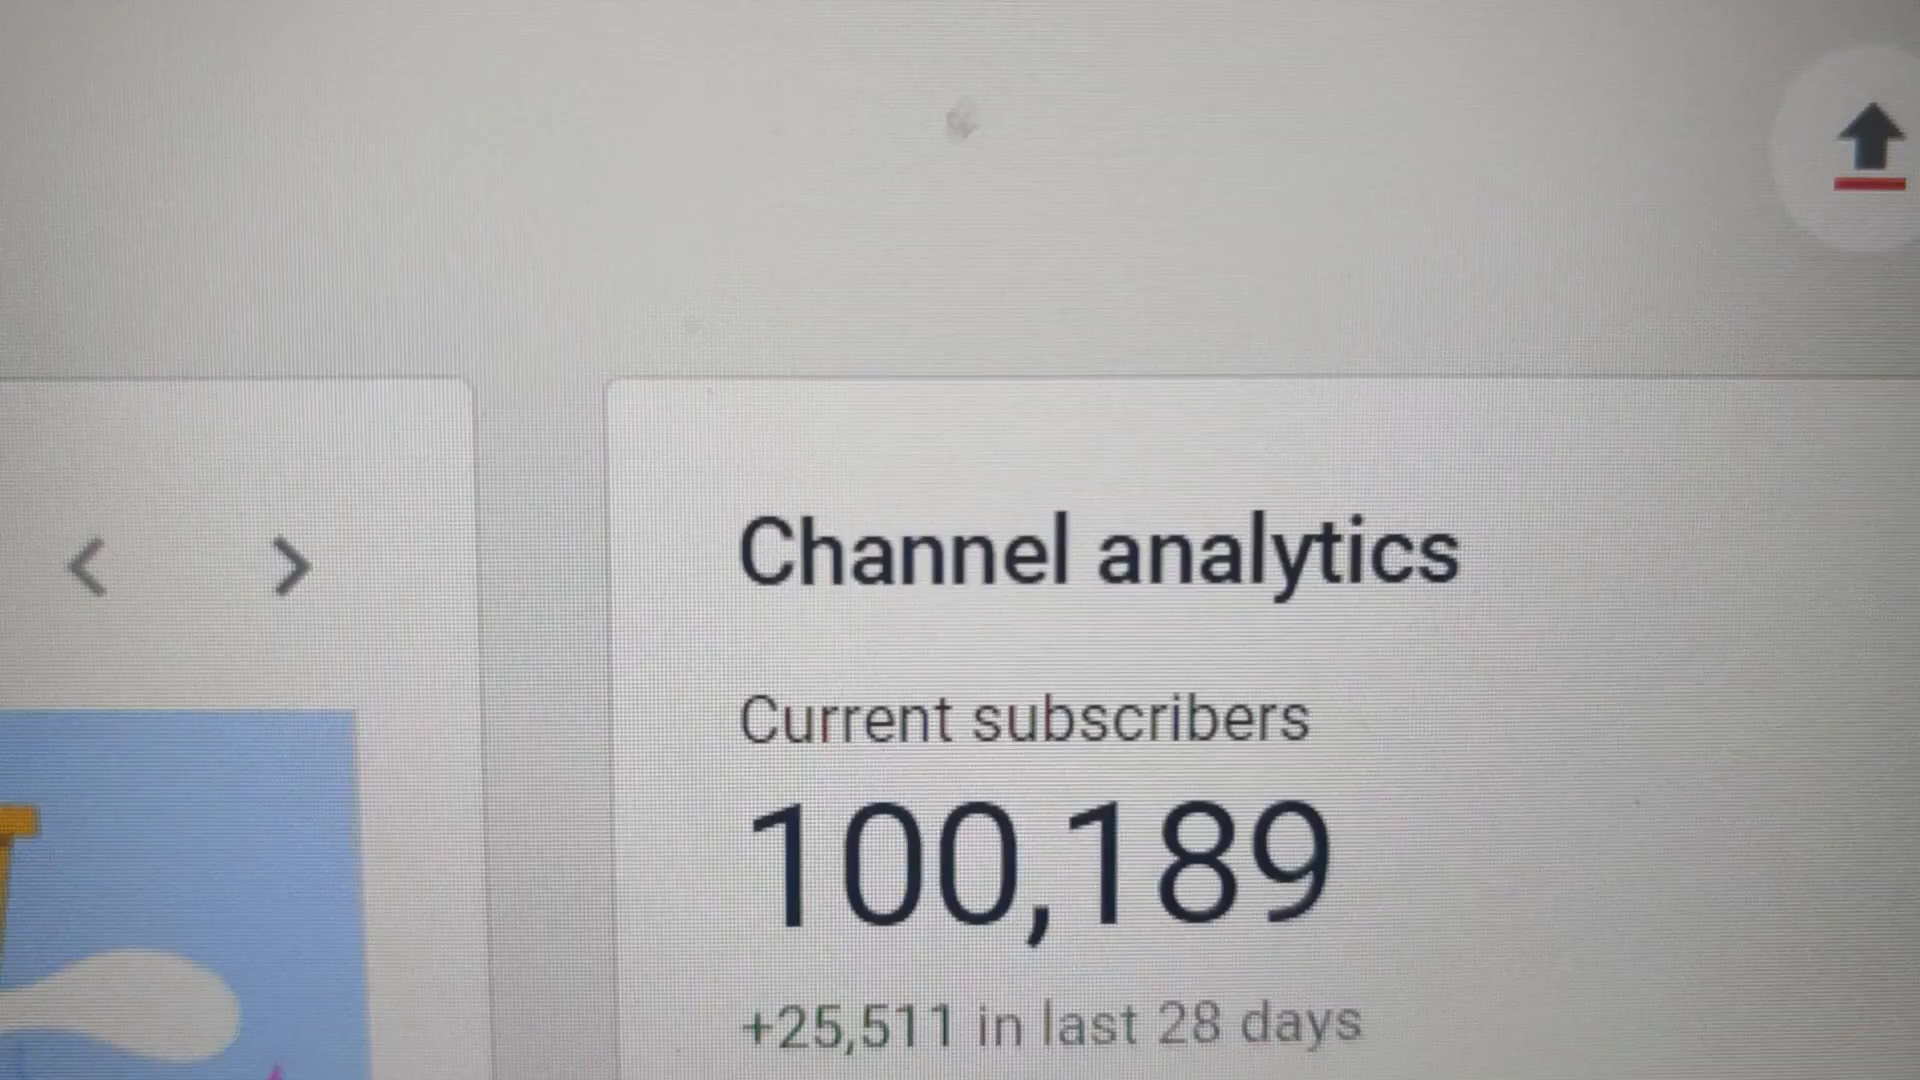 Channel analytics
Current subscribers
100,189
+25,511 in last 28 days